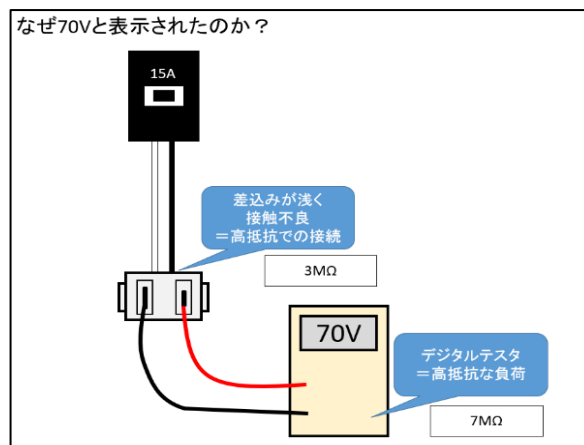 なぜ70Vと表示されたのか？
15A
差込みが浅く
接触不良
＝高抵抗での接続
3MΩ
70V
デジタルテスタ
＝高抵抗な負荷
7MΩ